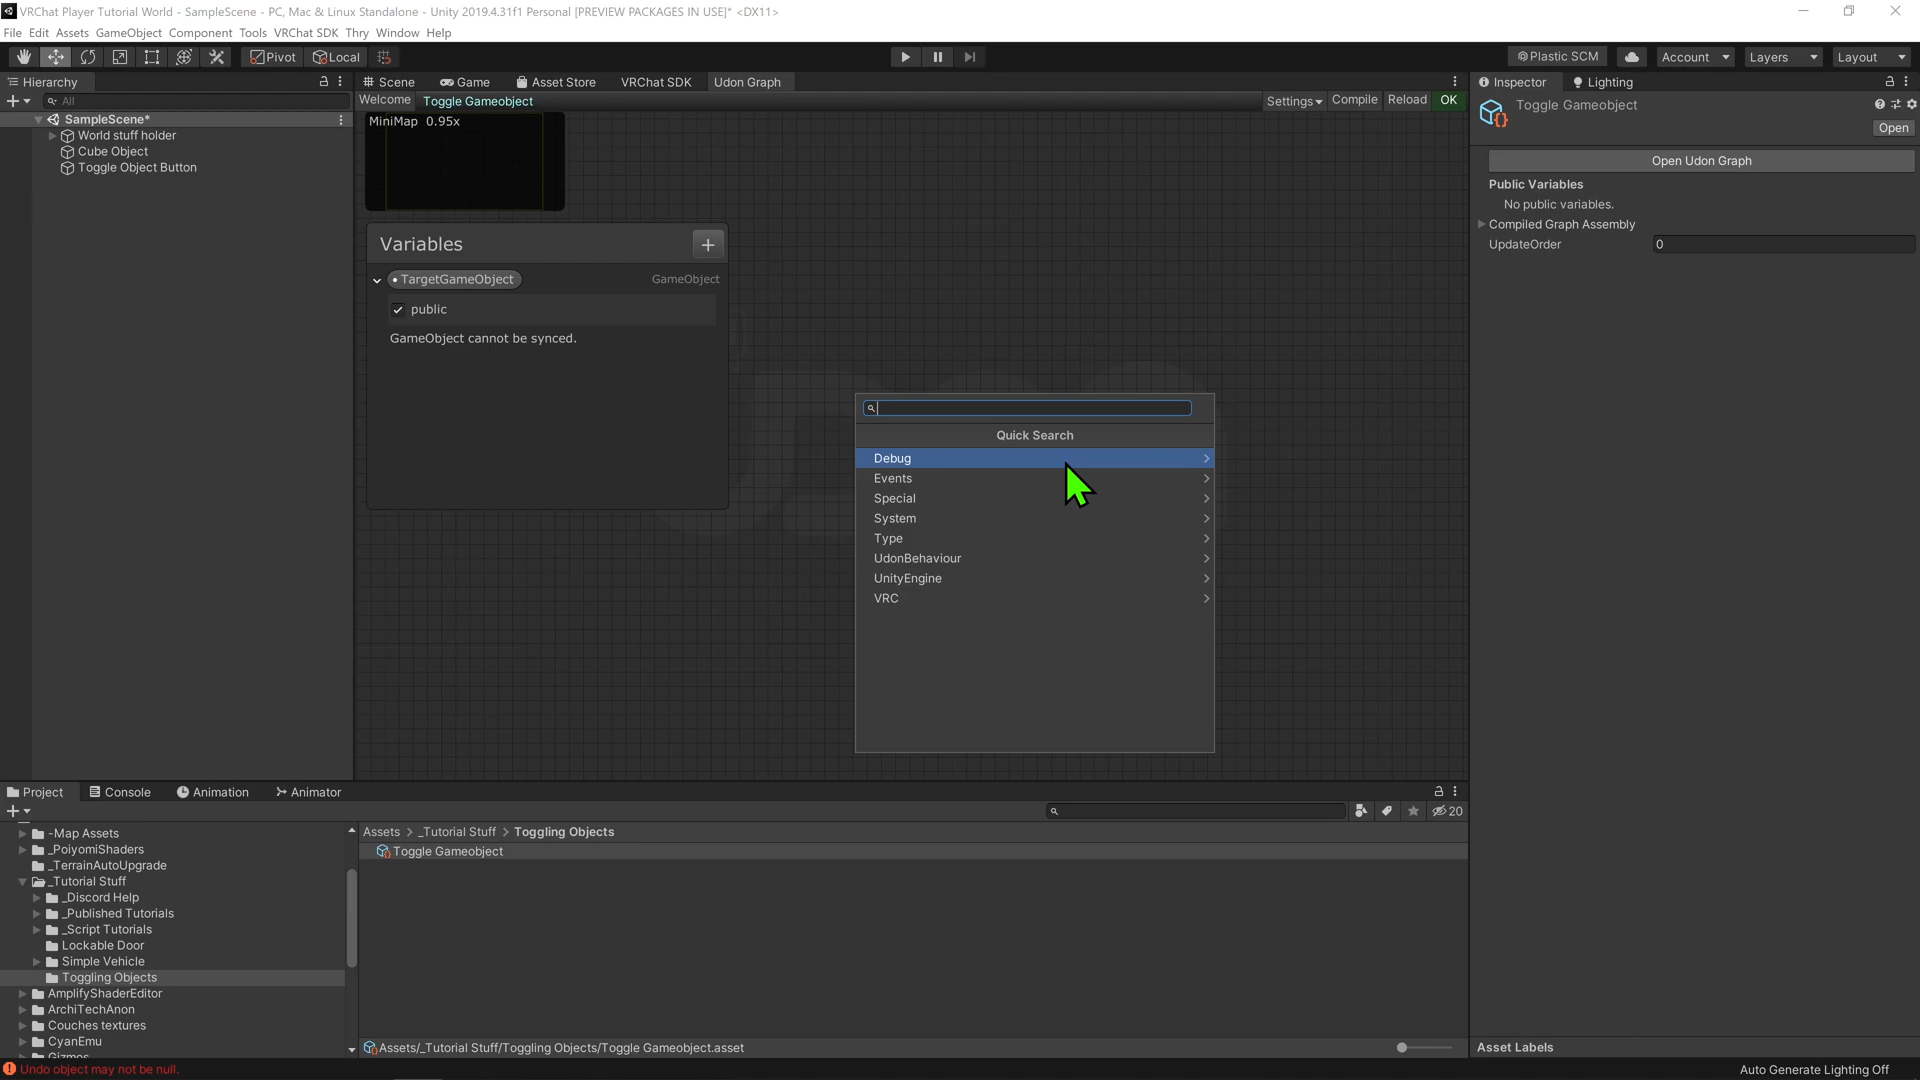 VRChat Player Tutorial World - SampleScene - PC, Mac & Linux Standalone - Unity 2019.4.31f1 Personal [PREVIEW PACKAGES IN USE]* <DX11>
File Edit Assets GameObject Component Tools VRChat SDK Thry Window Help
Pivot Local Plastic SCM Account Layers Layout
Hierarchy
All
SampleScene*
World stuff holder
Cube Object
Toggle Object Button
Scene Game Asset Store VRChat SDK Udon Graph
Welcome Toggle Gameobject Settings Compile Reload OK
MiniMap 0.95x
Variables +
TargetGameObject GameObject
public
GameObject cannot be synced.
Quick Search
Debug
Events
Special
System
Type
UdonBehaviour
UnityEngine
VRC
Inspector Lighting
Toggle Gameobject
Open
Open Udon Graph
Public Variables
No public variables.
Compiled Graph Assembly
UpdateOrder 0
Project Console Animation Animator
20
-Map Assets
_PoiyomiShaders
_TerrainAutoUpgrade
_Tutorial Stuff
_Discord Help
_Published Tutorials
_Script Tutorials
Lockable Door
Simple Vehicle
Toggling Objects
AmplifyShaderEditor
ArchiTechAnon
Couches textures
CyanEmu
Gizmos
Assets > _Tutorial Stuff > Toggling Objects
Toggle Gameobject
Assets/_Tutorial Stuff/Toggling Objects/Toggle Gameobject.asset
Asset Labels
Undo object may not be null.
Auto Generate Lighting Off